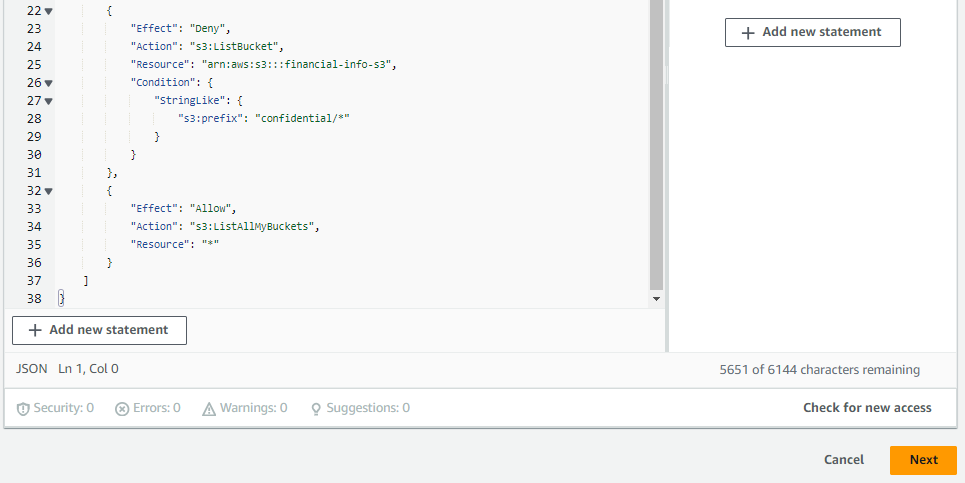 22 {
23 "Effect": "Deny",
24 "Action": "s3:ListBucket",
25 "Resource": "arn:aws:s3:::financial-info-s3",
26 "Condition": {
27 "StringLike": {
28 "s3:prefix": "confidential/*"
29 }
30 }
31 },
32 {
33 "Effect": "Allow",
34 "Action": "s3:ListAllMyBuckets",
35 "Resource": "*"
36 }
37 ]
38 }
+ Add new statement
+ Add new statement
JSON Ln 1, Col 0
5651 of 6144 characters remaining
Security: 0 Errors: 0 Warnings: 0 Suggestions: 0
Check for new access
Cancel Next